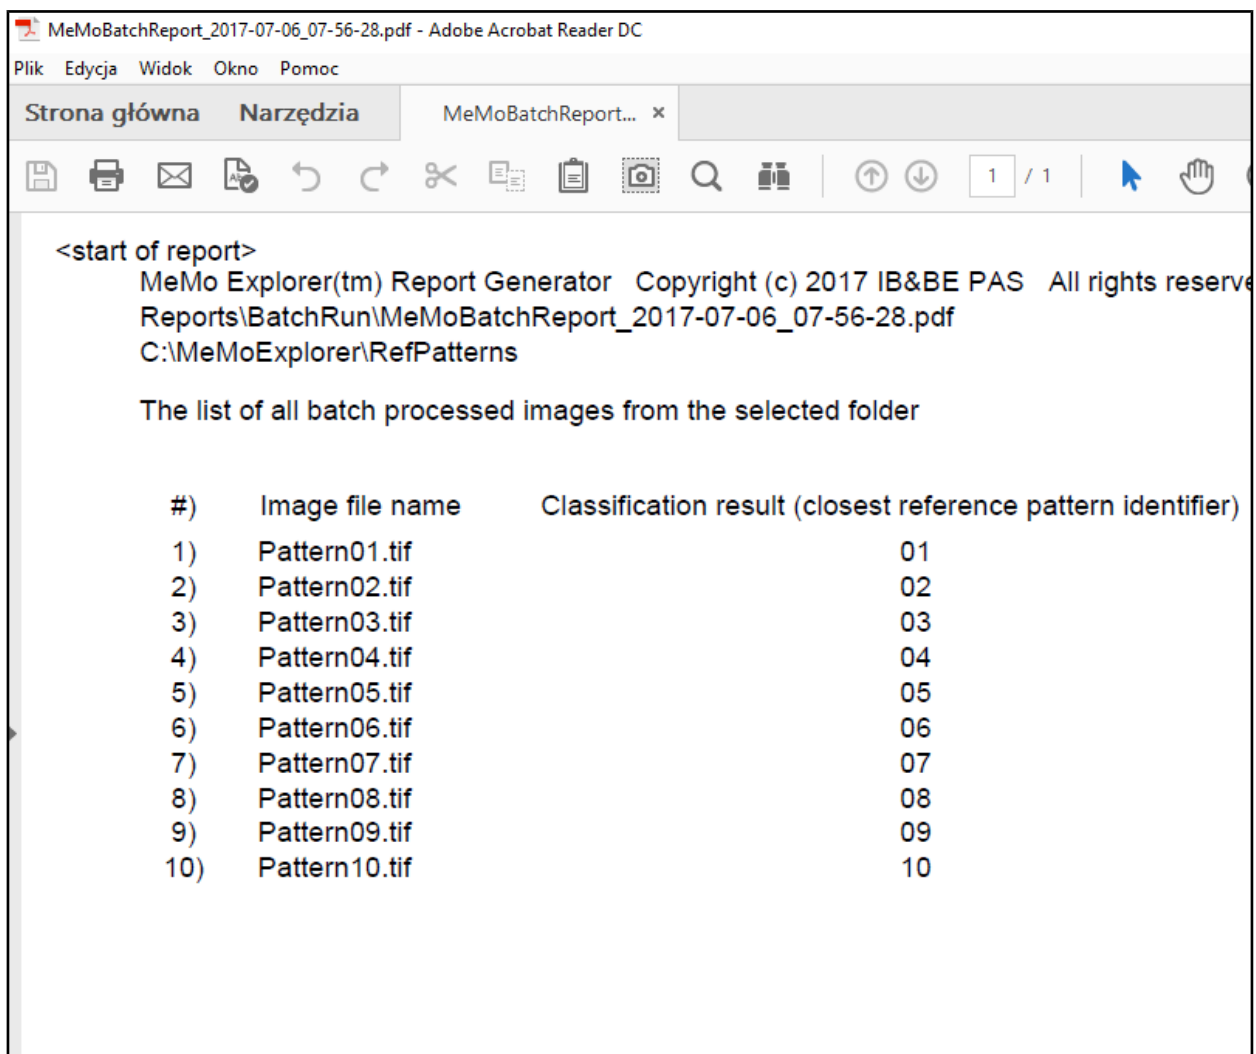 MeMoBatchReport_2017-07-06_07-56-28.pdf - Adobe Acrobat Reader DC
Plik Edycja Widok Okno Pomoc
Strona główna Narzędzia MeMoBatchReport... ×
1 / 1
<start of report>
MeMo Explorer(tm) Report Generator Copyright (c) 2017 IB&BE PAS All rights reserve
Reports\BatchRun\MeMoBatchReport_2017-07-06_07-56-28.pdf
C:\MeMoExplorer\RefPatterns
The list of all batch processed images from the selected folder
#) Image file name Classification result (closest reference pattern identifier)
1) Pattern01.tif 01
2) Pattern02.tif 02
3) Pattern03.tif 03
4) Pattern04.tif 04
5) Pattern05.tif 05
6) Pattern06.tif 06
7) Pattern07.tif 07
8) Pattern08.tif 08
9) Pattern09.tif 09
10) Pattern10.tif 10